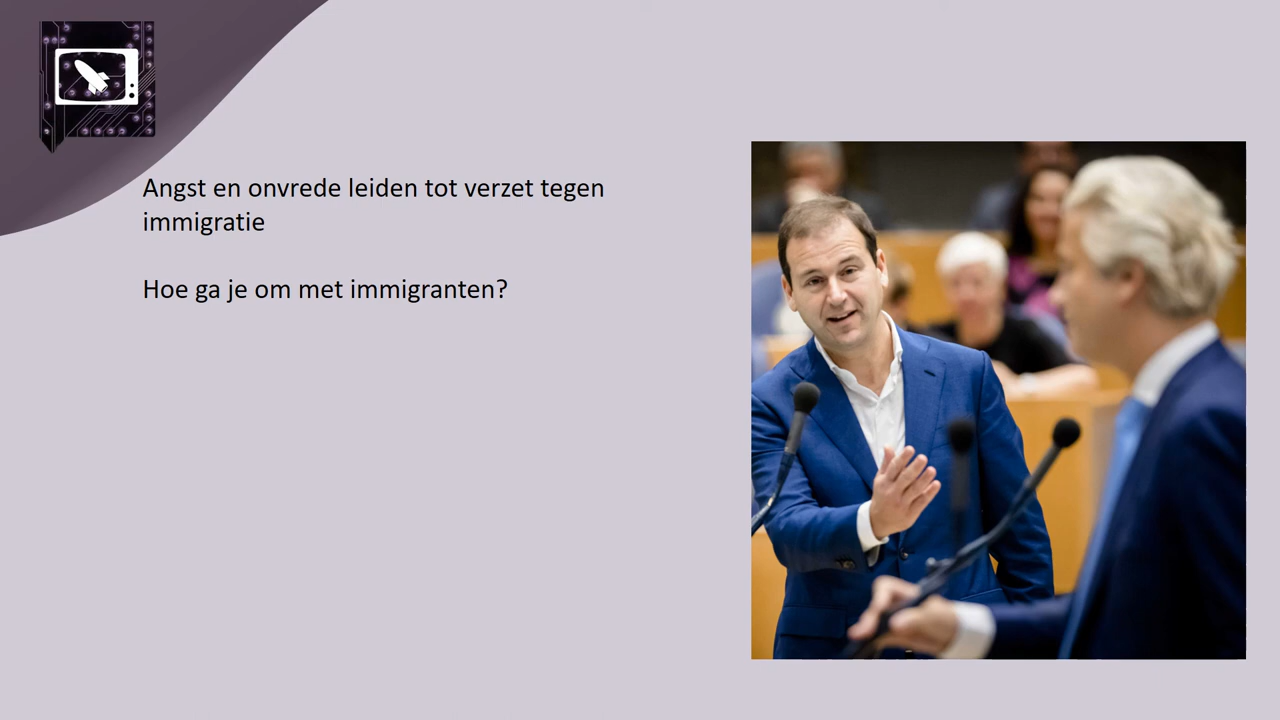 Angst en onvrede leiden tot verzet tegen
immigratie
Hoe ga je om met immigranten?